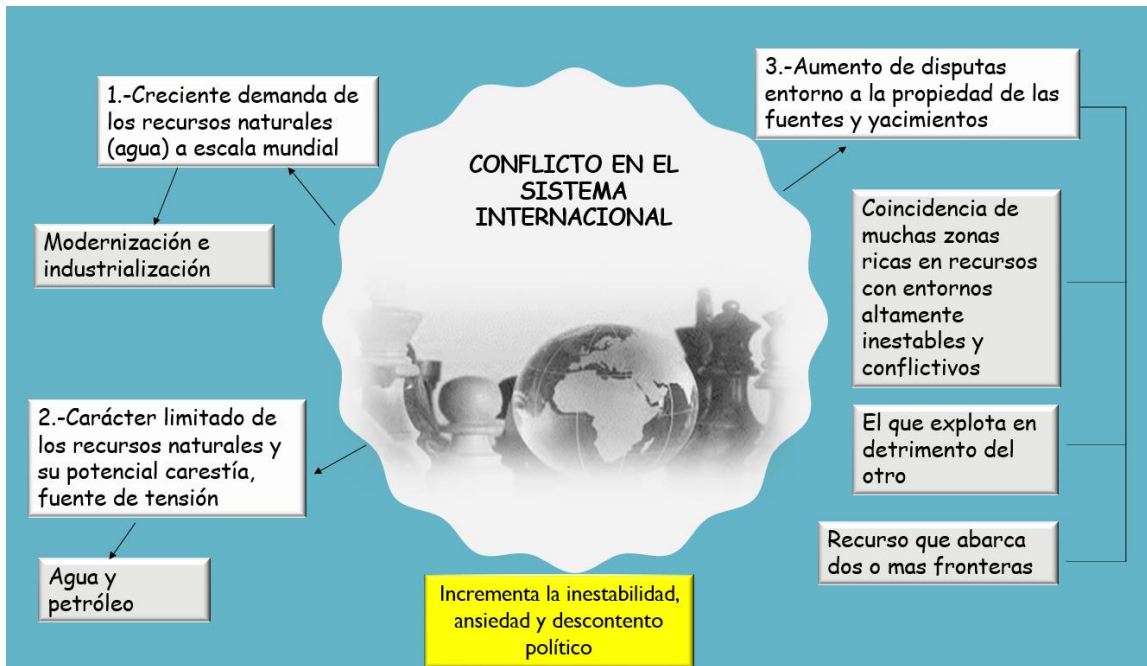 1.-Creciente demanda de
los recursos naturales
(agua) a escala mundial
Modernización e
industrialización
2.-Carácter limitado de
los recursos naturales y
su potencial carestía,
fuente de tensión
Agua y
petróleo
CONFLICTO EN EL
SISTEMA
INTERNACIONAL
Incrementa la inestabilidad,
ansiedad y descontento
político
3.-Aumento de disputas
entorno a la propiedad de las
fuentes y yacimientos
Coincidencia de
muchas zonas
ricas en recursos
con entornos
altamente
inestables y
conflictivos
El que explota en
detrimento del
otro
Recurso que abarca
dos o mas fronteras